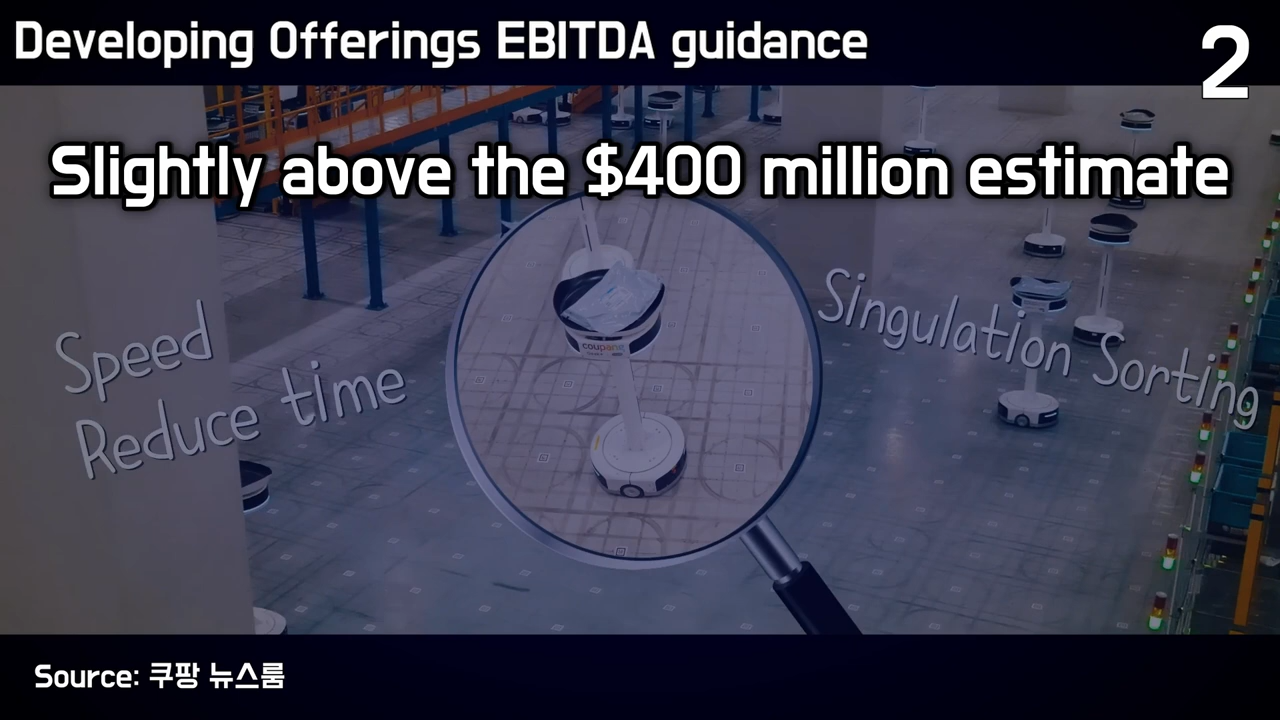 Developing Offerings EBITDA guidance
2
Slightly above the $400 million estimate
Speed
Reduce time
Singulation Sorting
coupang
Source: 쿠팡 뉴스룸